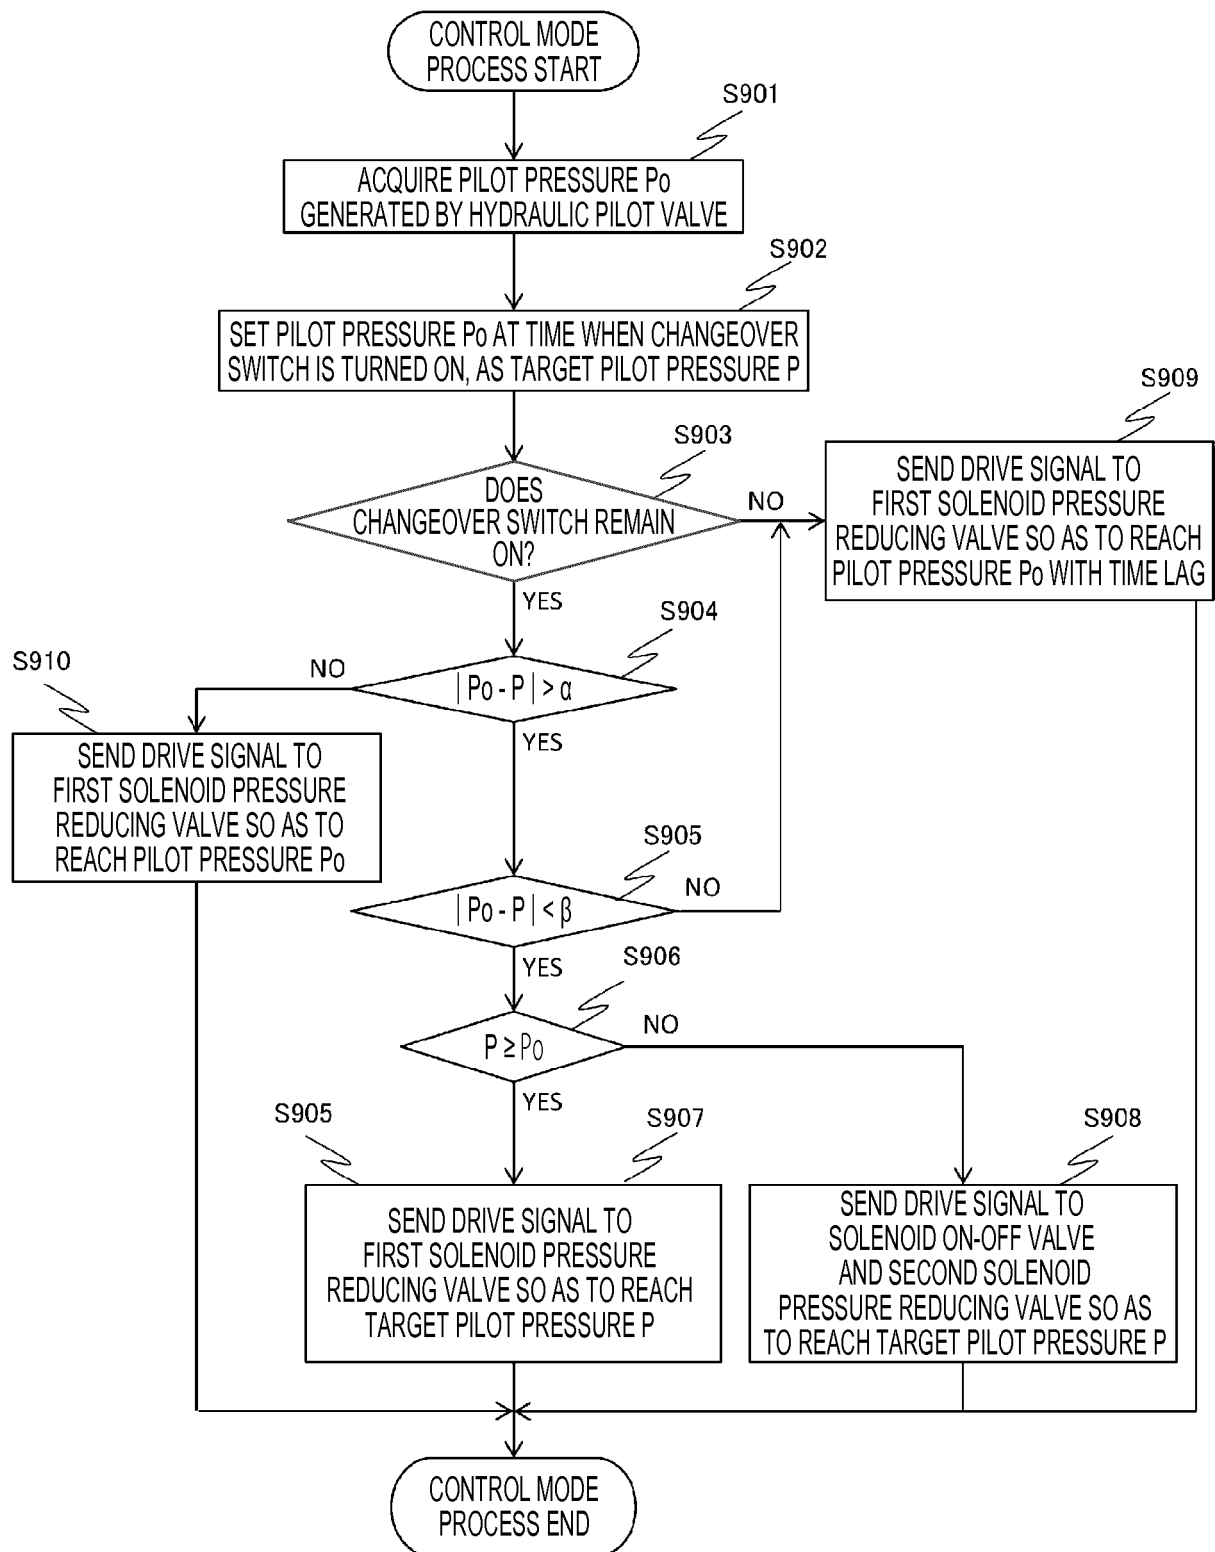 CONTROL MODE
PROCESS START
S901
ACQUIRE PILOT PRESSURE Po
GENERATED BY HYDRAULIC PILOT VALVE
S902
SET PILOT PRESSURE Po AT TIME WHEN CHANGEOVER
SWITCH IS TURNED ON, AS TARGET PILOT PRESSURE P
S903
DOES
CHANGEOVER SWITCH REMAIN
ON?
NO
YES
S909
SEND DRIVE SIGNAL TO
FIRST SOLENOID PRESSURE
REDUCING VALVE SO AS TO REACH
PILOT PRESSURE Po WITH TIME LAG
S904
| Po - P | > α
NO
YES
S910
SEND DRIVE SIGNAL TO
FIRST SOLENOID PRESSURE
REDUCING VALVE SO AS TO
REACH PILOT PRESSURE Po
S905
| Po - P | < β
NO
YES
S906
P ≥ Po
NO
YES
S905
S907
SEND DRIVE SIGNAL TO
FIRST SOLENOID PRESSURE
REDUCING VALVE SO AS TO REACH
TARGET PILOT PRESSURE P
S908
SEND DRIVE SIGNAL TO
SOLENOID ON-OFF VALVE
AND SECOND SOLENOID
PRESSURE REDUCING VALVE SO AS
TO REACH TARGET PILOT PRESSURE P
CONTROL MODE
PROCESS END